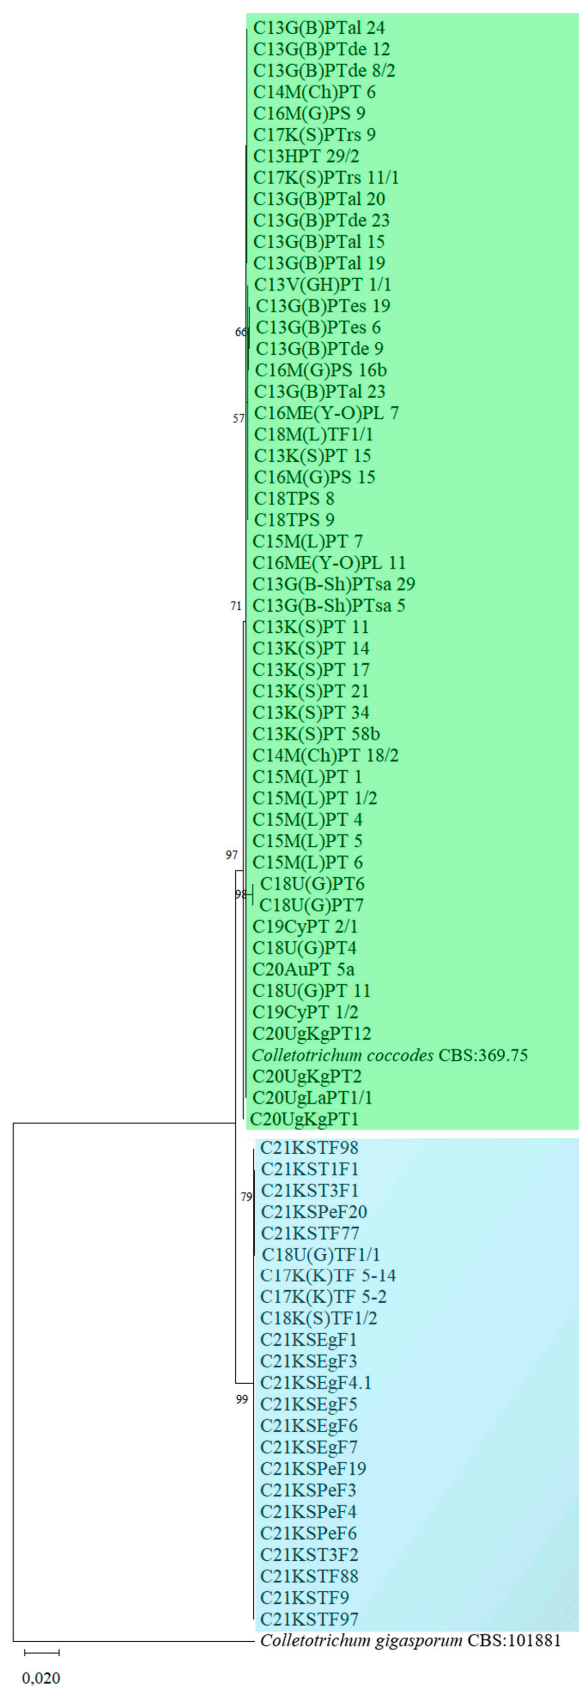 C13G(B)PTal 24
C13G(B)PTde 12
C13G(B)PTde 8/2
C14M(Ch)PT 6
C16M(G)PS 9
C17K(S)PTrs 9
C13HPT 29/2
C17K(S)PTrs 11/1
C13G(B)PTal 20
C13G(B)PTde 23
C13G(B)PTal 15
C13G(B)PTal 19
C13V(GH)PT 1/1
C13G(B)PTes 19
66 C13G(B)PTes 6
C13G(B)PTde 9
C16M(G)PS 16b
C13G(B)PTal 23
57 C16ME(Y-O)PL 7
C18M(L)TF1/1
C13K(S)PT 15
C16M(G)PS 15
C18TPS 8
C18TPS 9
C15M(L)PT 7
C16ME(Y-O)PL 11
C13G(B-Sh)PTsa 29
71 C13G(B-Sh)PTsa 5
C13K(S)PT 11
C13K(S)PT 14
C13K(S)PT 17
C13K(S)PT 21
C13K(S)PT 34
C13K(S)PT 58b
C14M(Ch)PT 18/2
C15M(L)PT 1
C15M(L)PT 1/2
C15M(L)PT 4
C15M(L)PT 5
97 C15M(L)PT 6
C18U(G)PT6
98 C18U(G)PT7
C19CyPT 2/1
C18U(G)PT4
C20AuPT 5a
C18U(G)PT 11
C19CyPT 1/2
C20UgKgPT12
Colletotrichum coccodes CBS:369.75
C20UgKgPT2
C20UgLaPT1/1
C20UgKgPT1
C21KSTF98
C21KST1F1
79 C21KST3F1
C21KSPeF20
C21KSTF77
C18U(G)TF1/1
C17K(K)TF 5-14
C17K(K)TF 5-2
C18K(S)TF1/2
C21KSEgF1
C21KSEgF3
C21KSEgF4.1
99 C21KSEgF5
C21KSEgF6
C21KSEgF7
C21KSPeF19
C21KSPeF3
C21KSPeF4
C21KSPeF6
C21KST3F2
C21KSTF88
C21KSTF9
C21KSTF97
Colletotrichum gigasporum CBS:101881
0,020